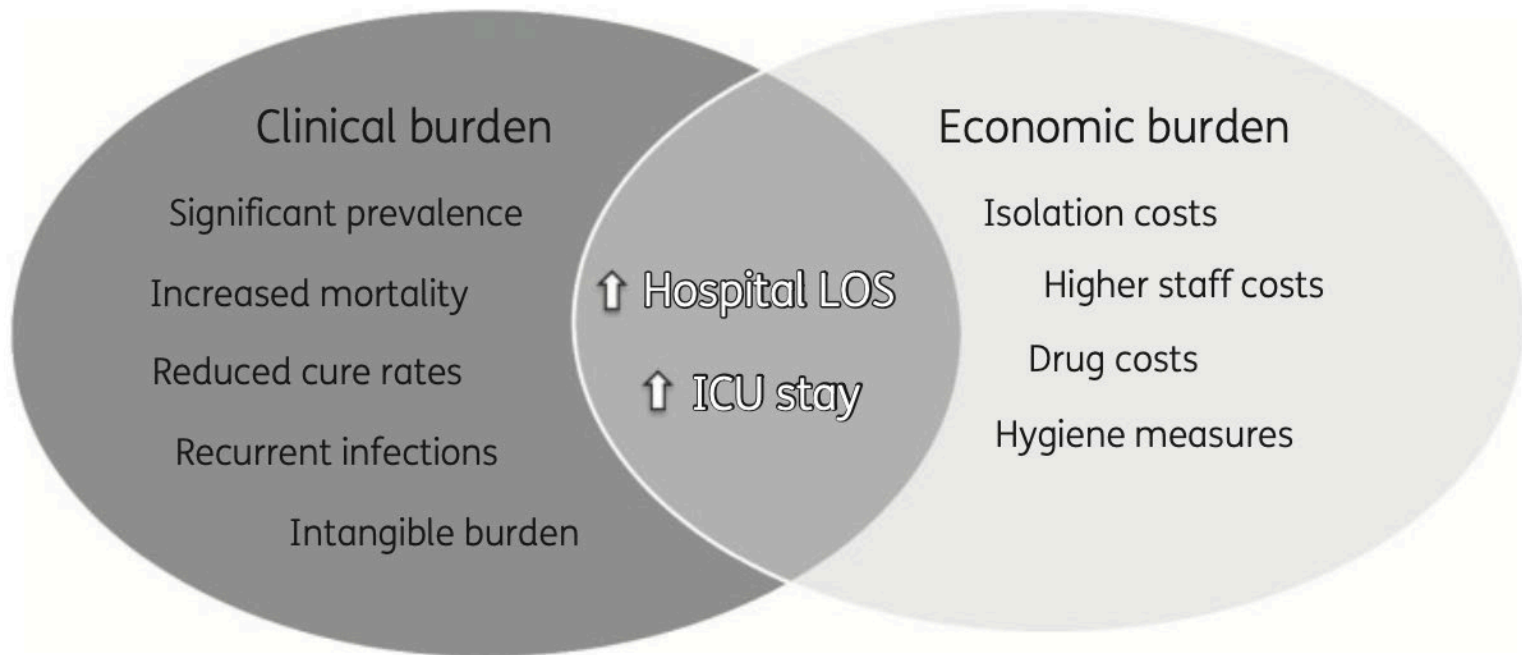 Clinical burden
Significant prevalence
Increased mortality
Reduced cure rates
Recurrent infections
Intangible burden
⬆ Hospital LOS
⬆ ICU stay
Economic burden
Isolation costs
Higher staff costs
Drug costs
Hygiene measures